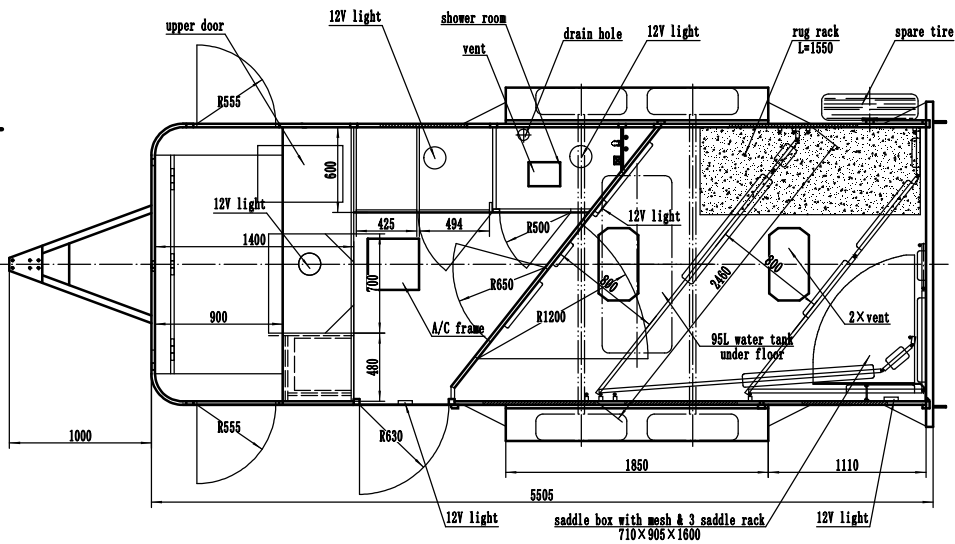 12V light
shower room
12V light
rug rack
L=1550
spare tire
upper door
vent
drain hole
R555
600
12V light
12V light
1400
425
494
R500
700
R650
800
800
2460
900
A/C frame
R1200
95L water tank
under floor
2×vent
480
1000
R555
R630
1850
1110
5505
12V light
saddle box with mesh & 3 saddle rack
710×905×1600
12V light